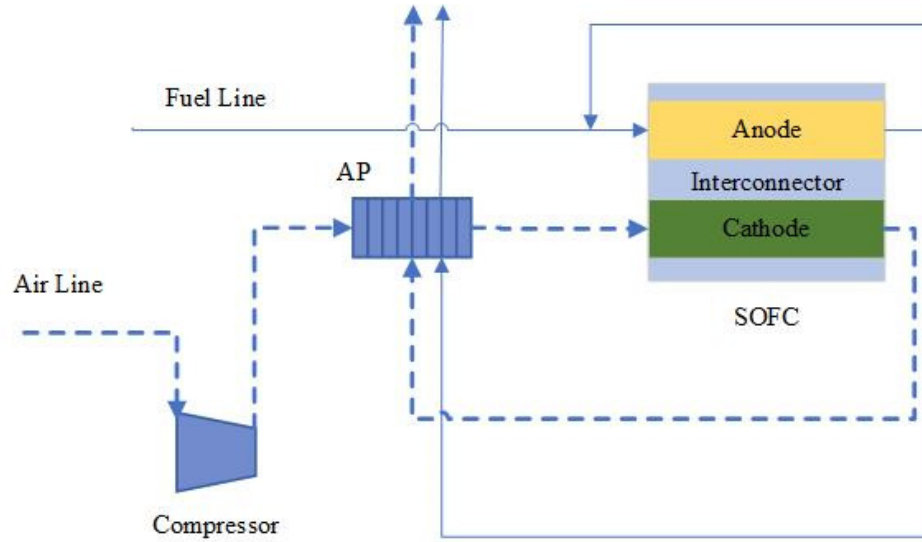 Fuel Line
Anode
AP
Interconnector
Cathode
Air Line
SOFC
Compressor